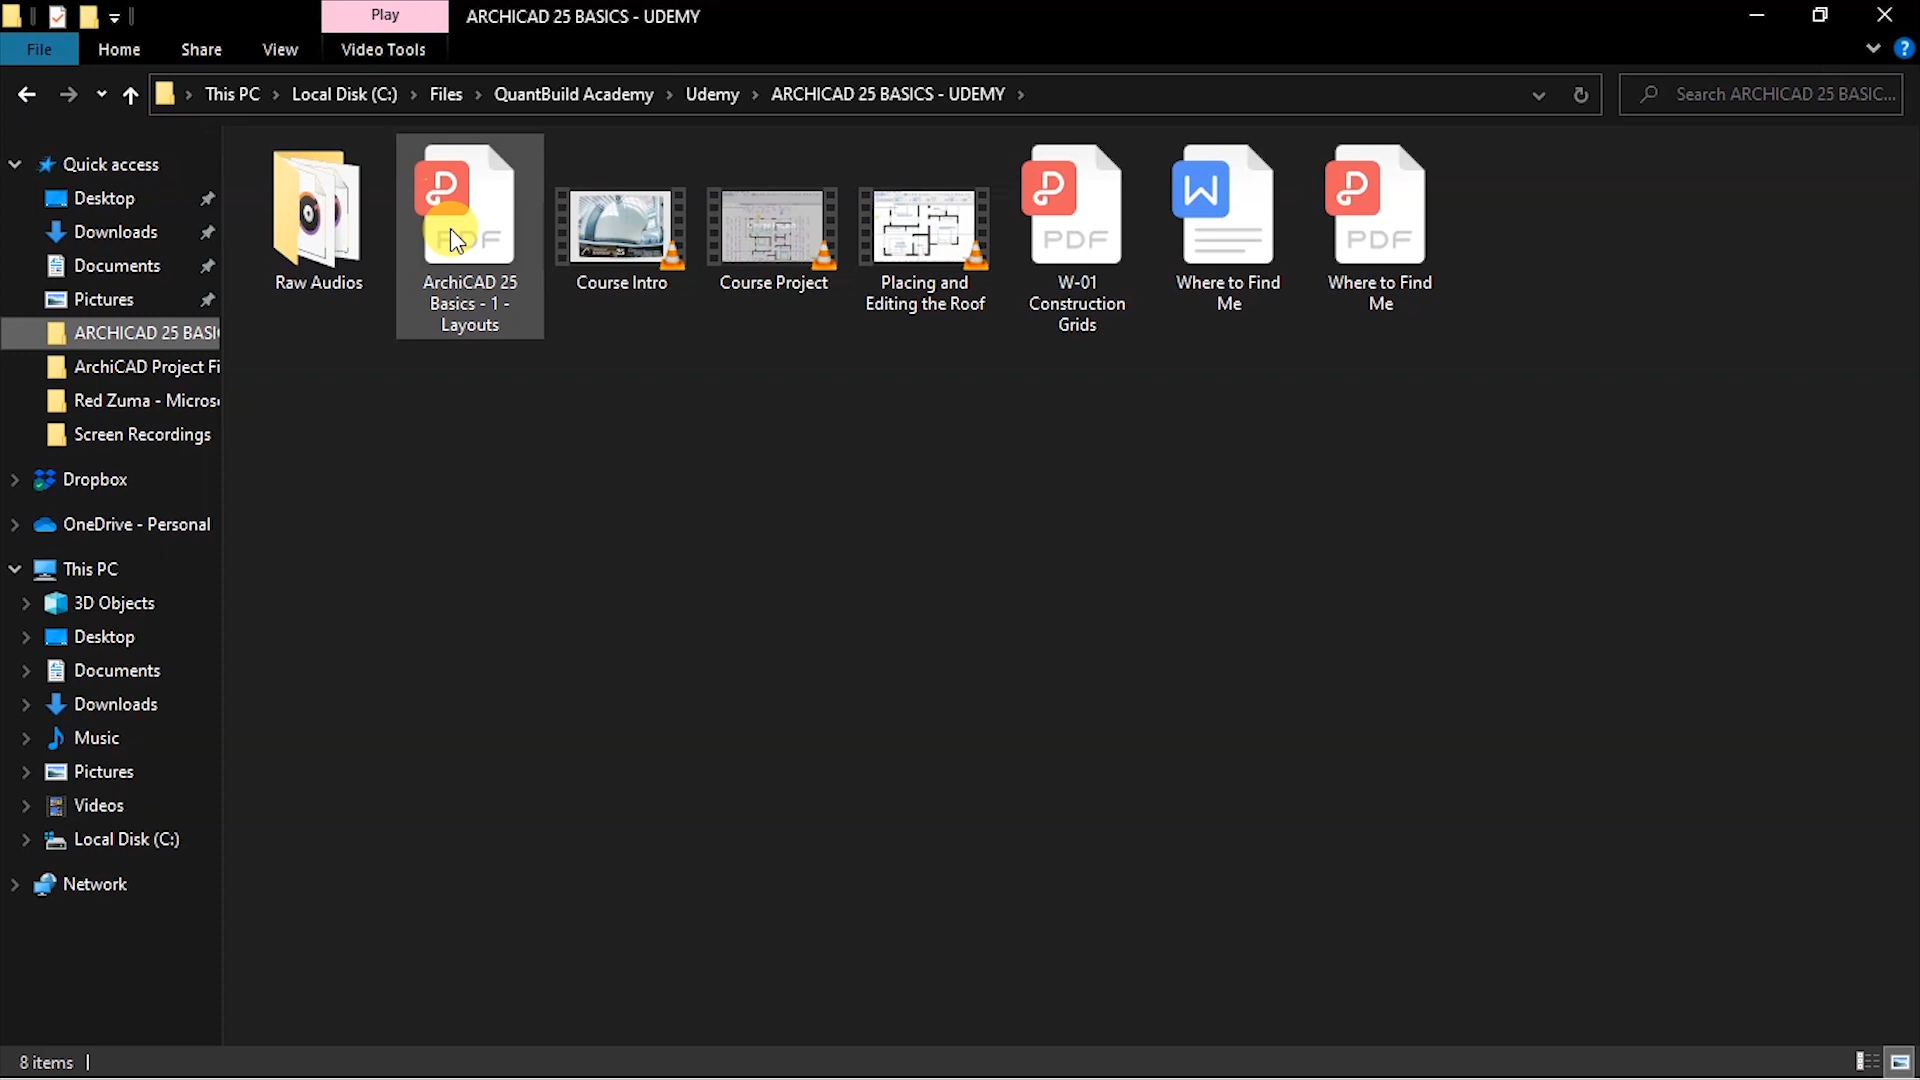 Play
ARCHICAD 25 BASICS - UDEMY
File
Home
Share
View
Video Tools
This PC
Local Disk (C:)
Files
QuantBuild Academy
Udemy
ARCHICAD 25 BASICS - UDEMY
Search ARCHICAD 25 BASIC...
Quick access
Desktop
Downloads
Documents
Pictures
ARCHICAD 25 BASI
ArchiCAD Project Fi
Red Zuma - Micros
Screen Recordings
Dropbox
OneDrive - Personal
This PC
3D Objects
Desktop
Documents
Downloads
Music
Pictures
Videos
Local Disk (C:)
Network
Raw Audios
PDF
ArchiCAD 25
Basics - 1 -
Layouts
Course Intro
Course Project
Placing and
Editing the Roof
PDF
W-01
Construction
Grids
W
Where to Find
Me
PDF
Where to Find
Me
8 items